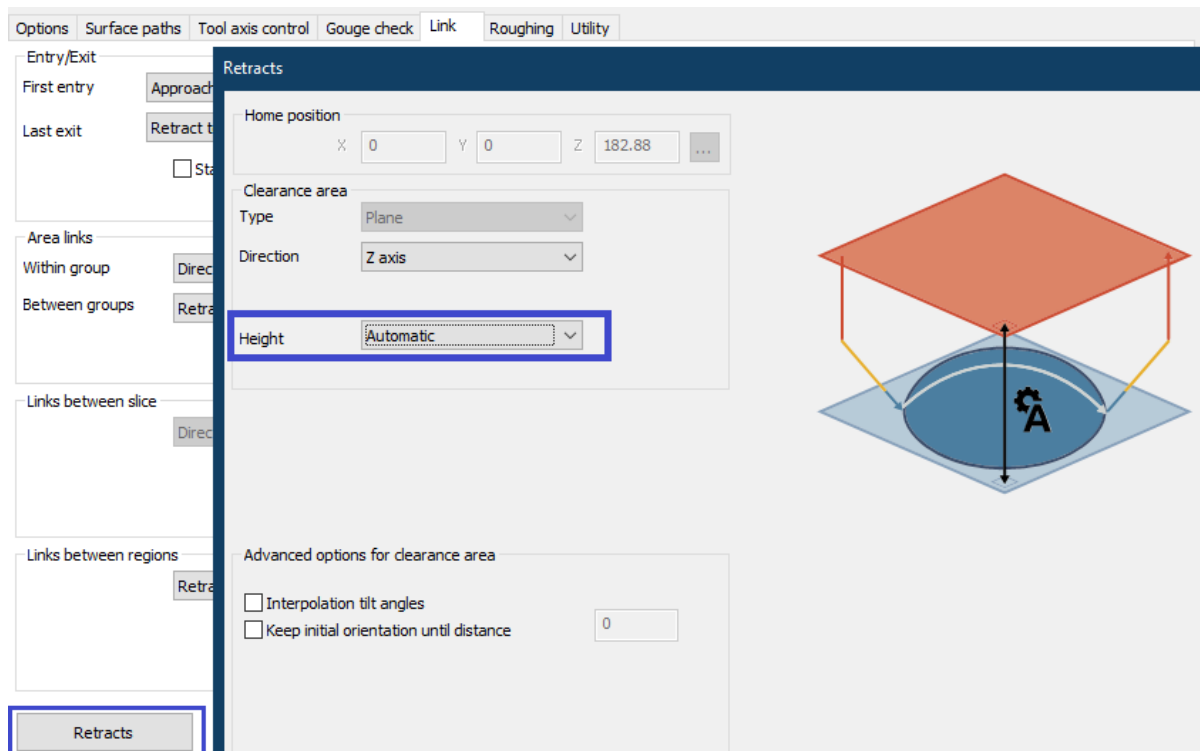 Options Surface paths Tool axis control Gouge check Link Roughing Utility
Entry/Exit
First entry Approach
Last exit Retract t
Sta
Area links
Within group Direc
Between groups Retra
Links between slice
Direc
Links between regions
Retra
Retracts
Retracts
Home position
X 0 Y 0 Z 182.88 ...
Clearance area
Type Plane
Direction Z axis
Height Automatic
A
Advanced options for clearance area
Interpolation tilt angles
Keep initial orientation until distance 0